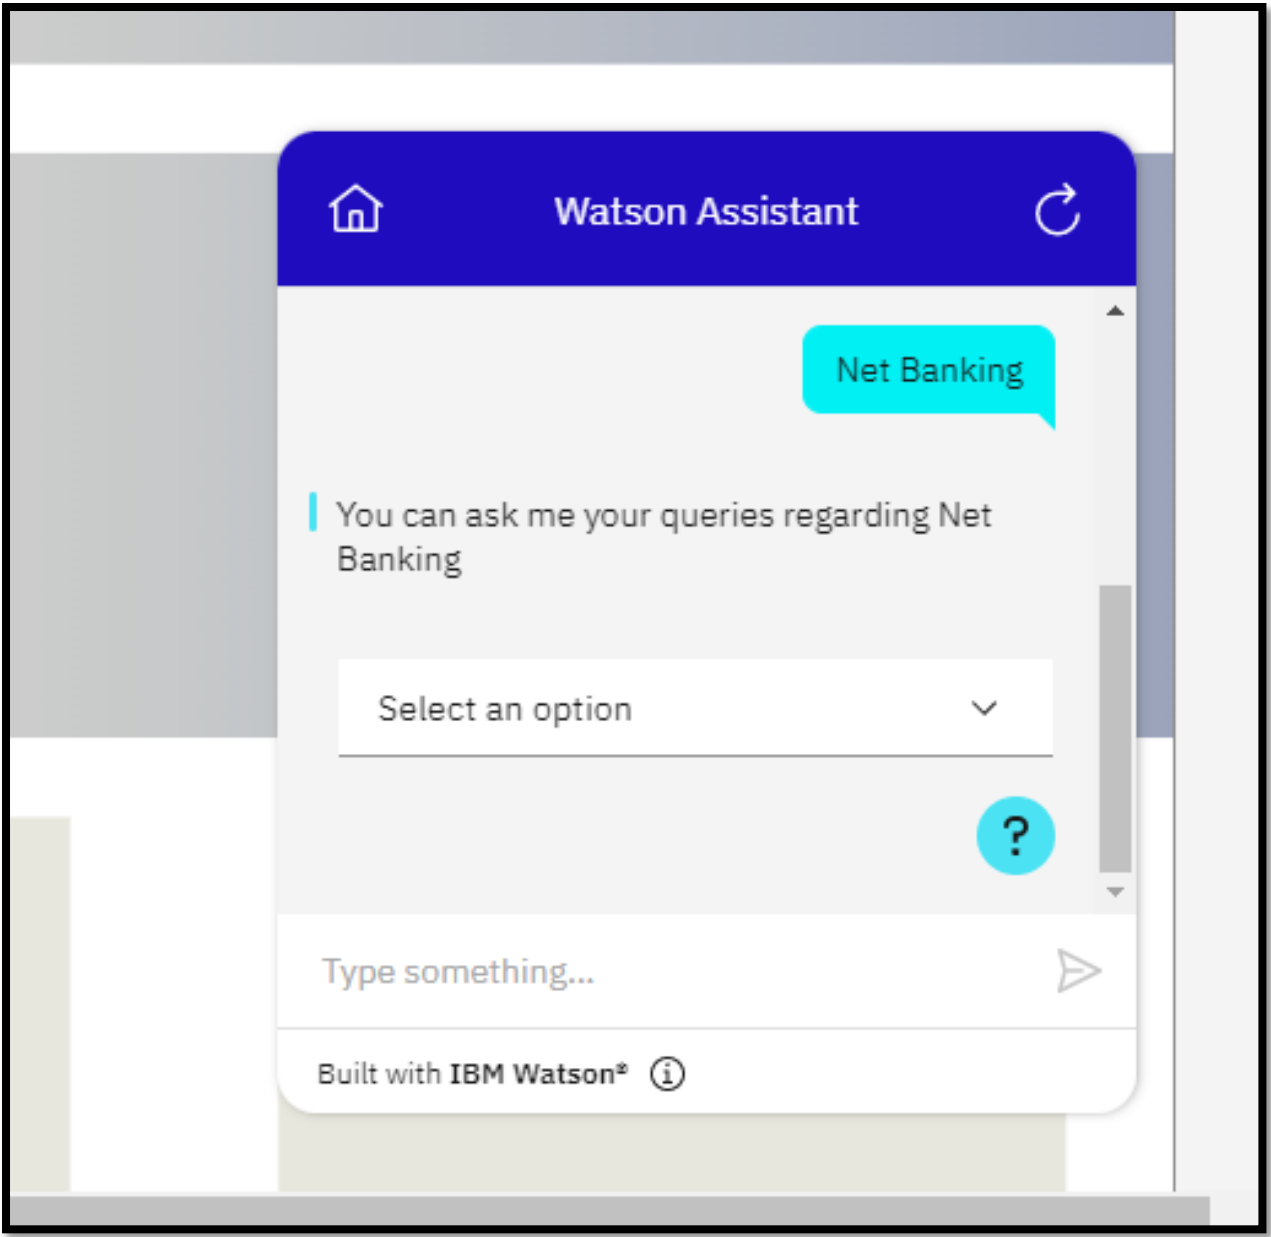 Watson Assistant
Net Banking
You can ask me your queries regarding Net
Banking
Select an option
?
Type something...
Built with IBM Watson®